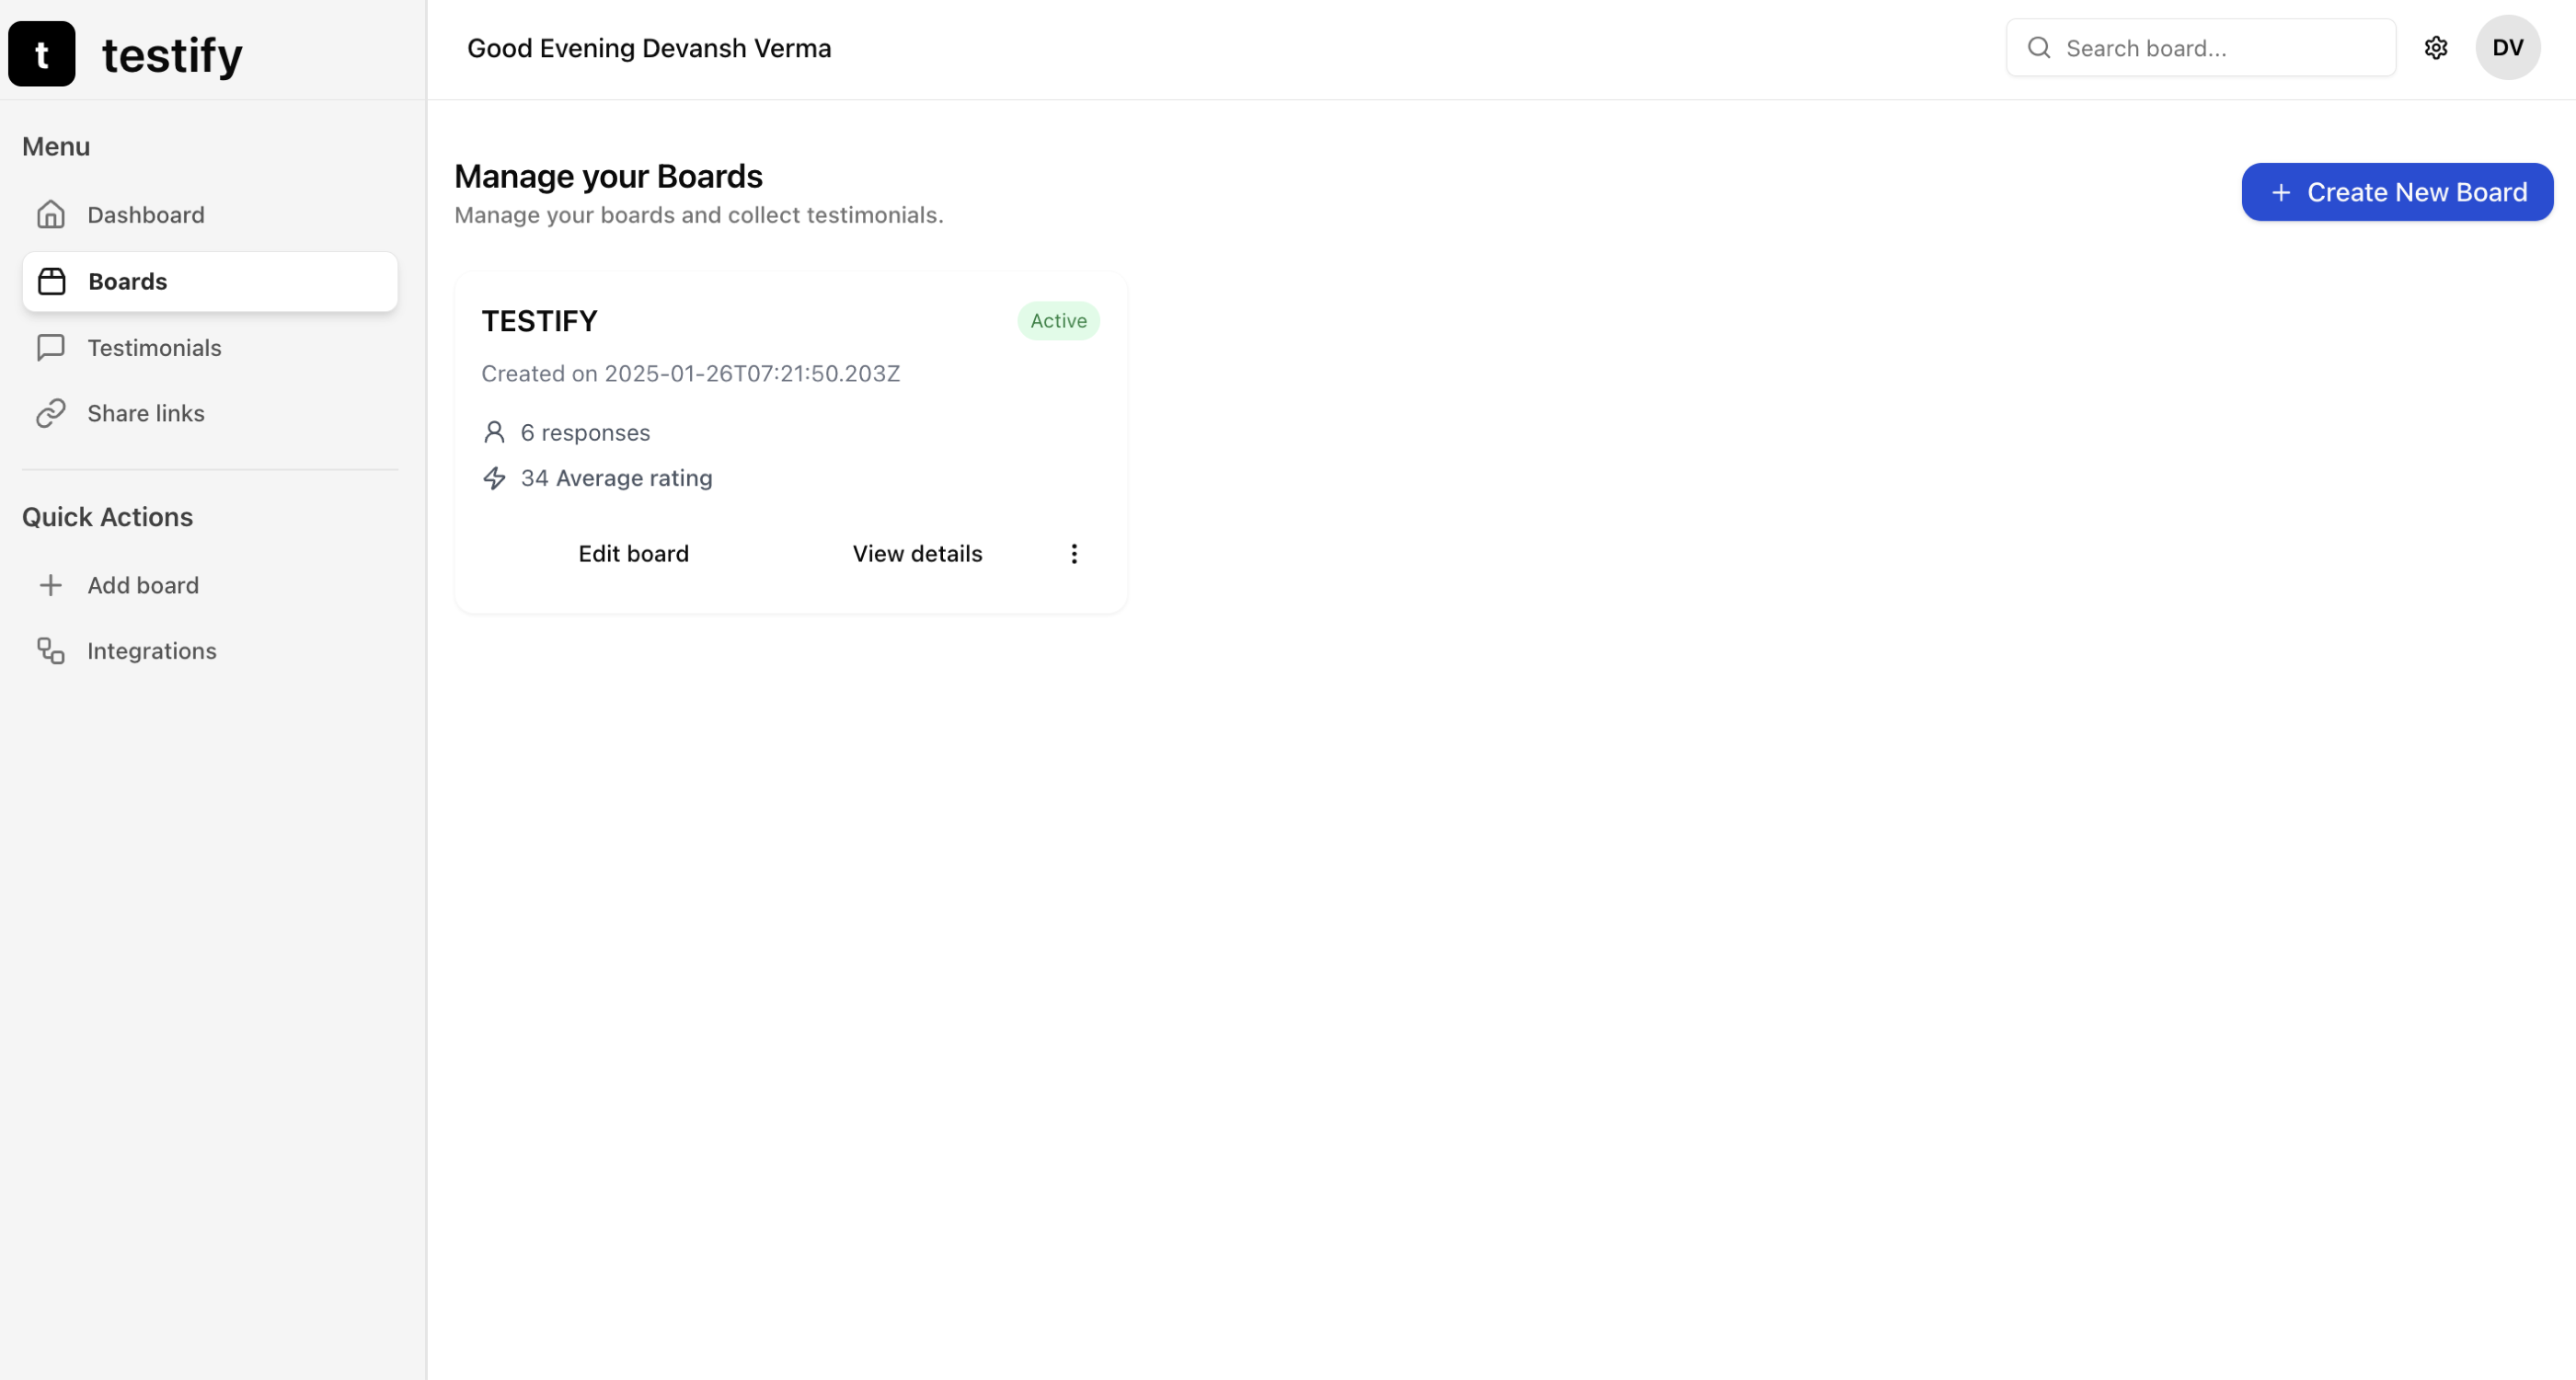 t testify
Good Evening Devansh Verma
Search board...
DV
Menu
Dashboard
Boards
Testimonials
Share links
Quick Actions
Add board
Integrations
Manage your Boards
Manage your boards and collect testimonials.
+ Create New Board
TESTIFY
Active
Created on 2025-01-26T07:21:50.203Z
6 responses
34 Average rating
Edit board
View details